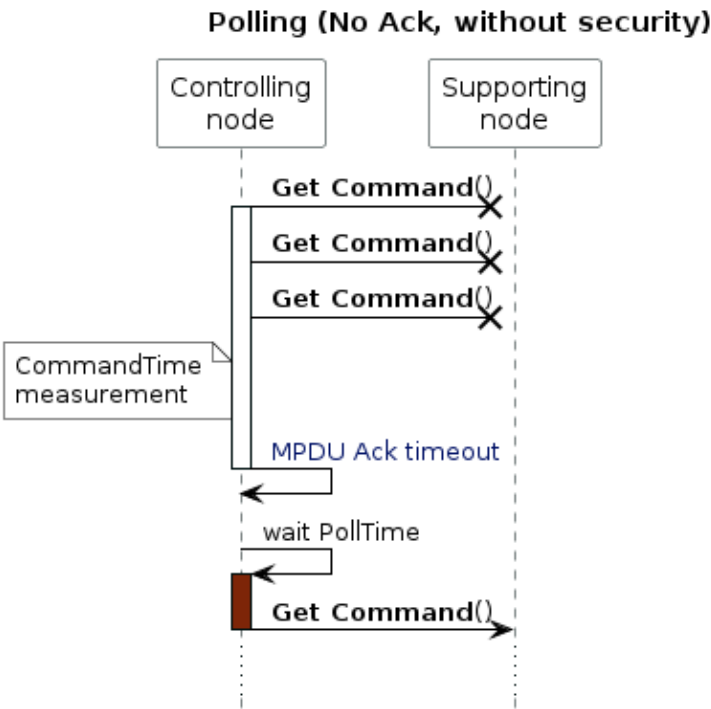 Polling (No Ack, without security)
Controlling
node
Supporting
node
Get Command()
Get Command()
Get Command()
CommandTime
measurement
MPDU Ack timeout
wait PollTime
Get Command()